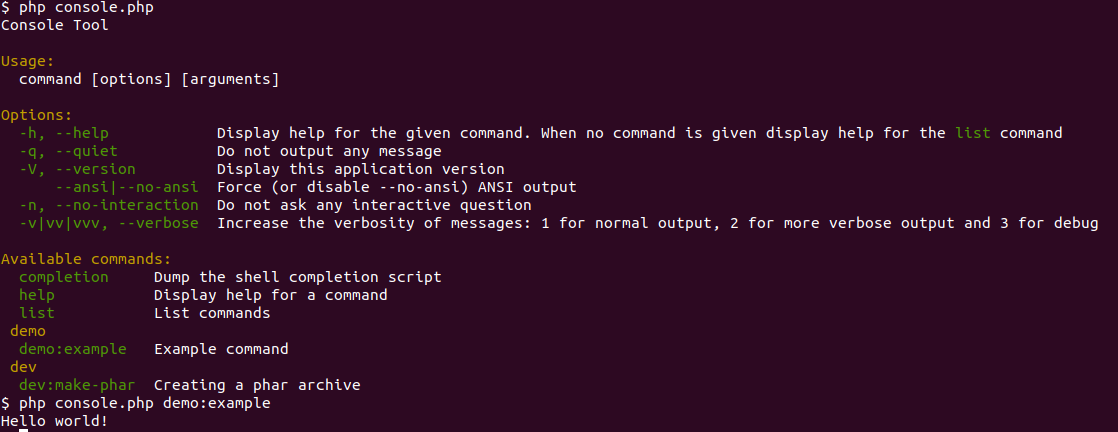 $ php console.php
Console Tool
Usage:
command [options] [arguments]
Options:
-h, --help Display help for the given command. When no command is given display help for the list command
-q, --quiet Do not output any message
-V, --version Display this application version
--ansi|--no-ansi Force (or disable --no-ansi) ANSI output
-n, --no-interaction Do not ask any interactive question
-v|vv|vvv, --verbose Increase the verbosity of messages: 1 for normal output, 2 for more verbose output and 3 for debug
Available commands:
completion Dump the shell completion script
help Display help for a command
list List commands
demo
demo:example Example command
dev
dev:make-phar Creating a phar archive
$ php console.php demo:example
Hello world!